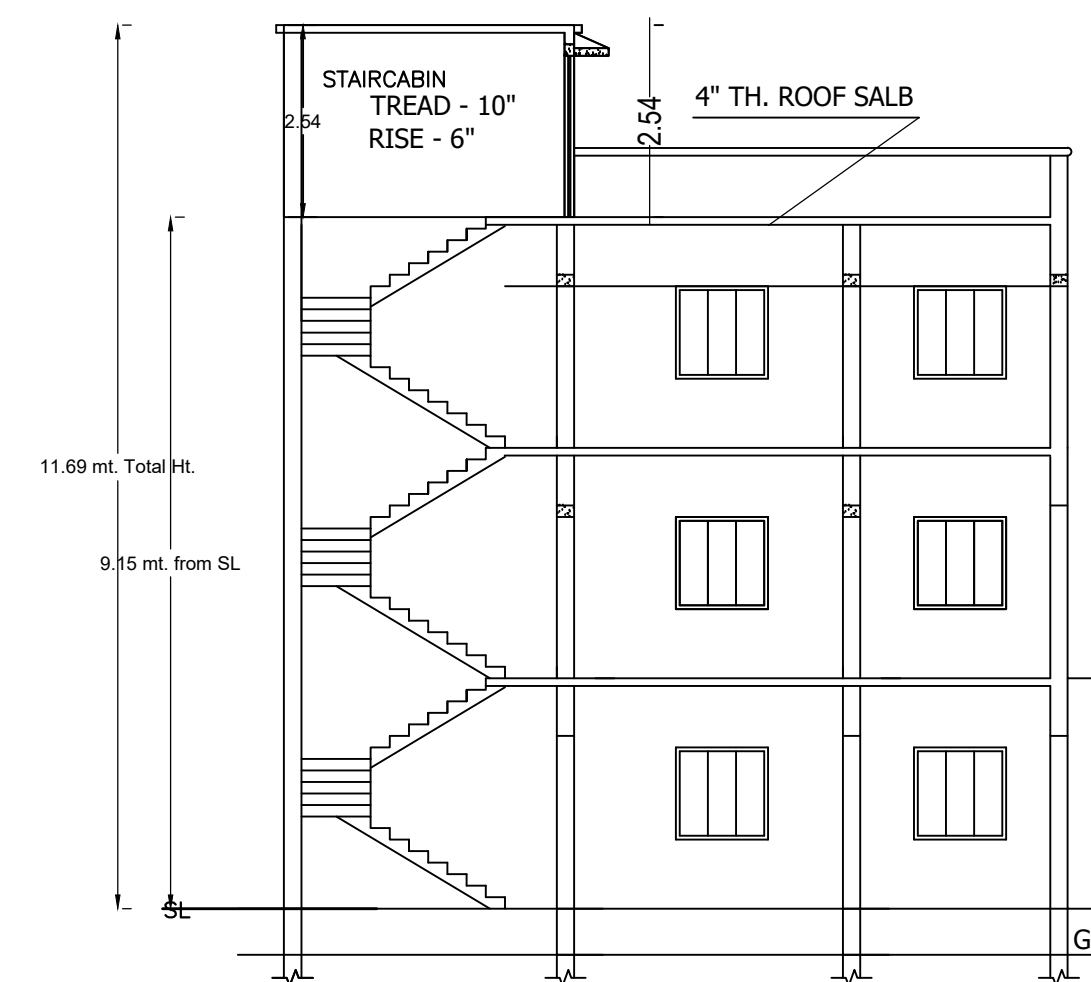 STAIRCABIN
TREAD - 10"
RISE - 6"
2.54
2.54
4" TH. ROOF SALB
11.69 mt. Total Ht.
9.15 mt. from SL
SL
G